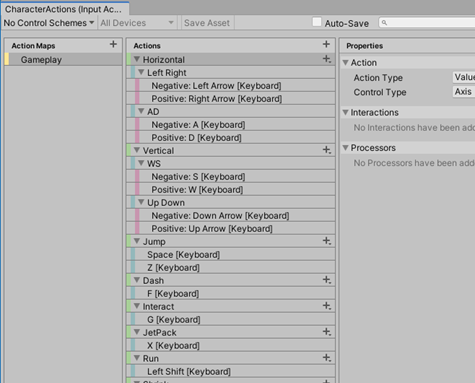 CharacterActions (Input Ac...
No Control Schemes All Devices Save Asset Auto-Save
Action Maps
Gameplay
Actions
Horizontal
Left Right
Negative: Left Arrow [Keyboard]
Positive: Right Arrow [Keyboard]
AD
Negative: A [Keyboard]
Positive: D [Keyboard]
Vertical
WS
Negative: S [Keyboard]
Positive: W [Keyboard]
Up Down
Negative: Down Arrow [Keyboard]
Positive: Up Arrow [Keyboard]
Jump
Space [Keyboard]
Z [Keyboard]
Dash
F [Keyboard]
Interact
G [Keyboard]
JetPack
X [Keyboard]
Run
Left Shift [Keyboard]
Properties
Action
Action Type Value
Control Type Axis
Interactions
No Interactions have been add
Processors
No Processors have been add